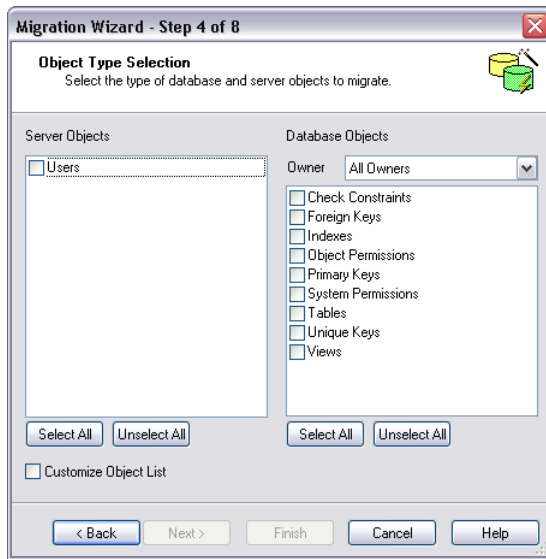 Migration Wizard - Step 4 of 8
Object Type Selection
Select the type of database and server objects to migrate.
Server Objects
Users
Select All
Unselect All
Database Objects
Owner
All Owners
Check Constraints
Foreign Keys
Indexes
Object Permissions
Primary Keys
System Permissions
Tables
Unique Keys
Views
Select All
Unselect All
Customize Object List
< Back
Next >
Finish
Cancel
Help